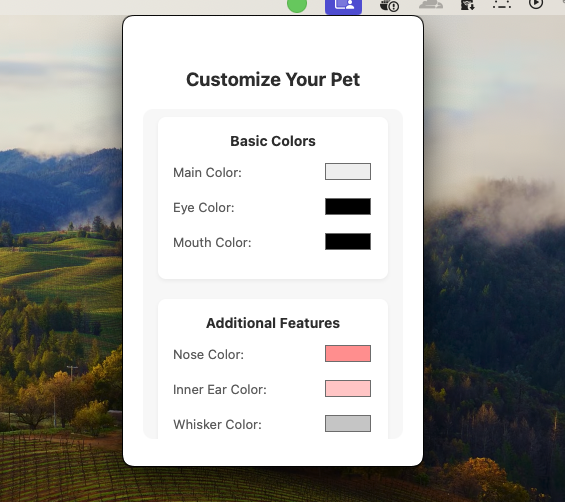 Customize Your Pet
Basic Colors
Main Color:
Eye Color:
Mouth Color:
Additional Features
Nose Color:
Inner Ear Color:
Whisker Color: